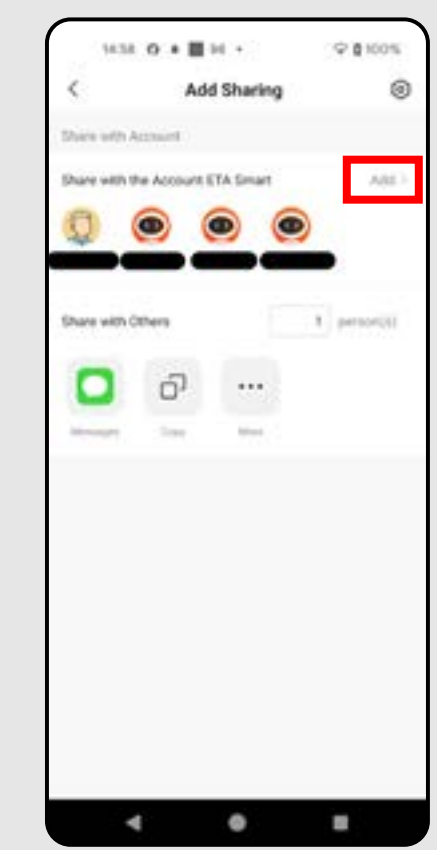 14:58 100%
Add Sharing
Share with Account
Share with the Account ETA Smart Add >
Share with Others 1 person(s)
Messages Copy More